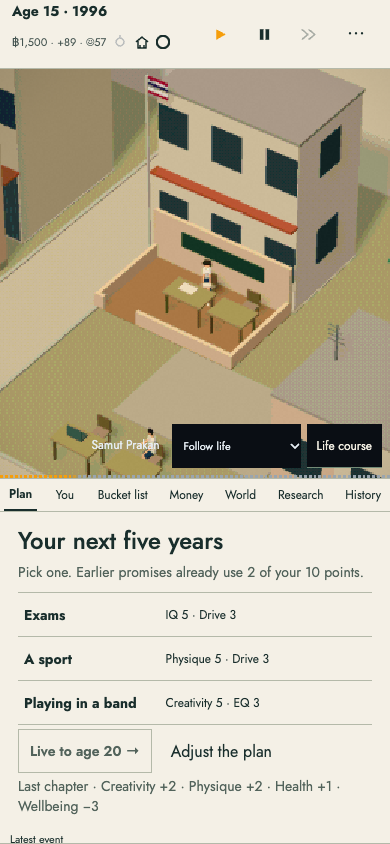 Age 15 · 1996
฿1,500 · +89 · ☺57
Samut Prakan
Follow life
Life course
Plan You Bucket list Money World Research History
Your next five years
Pick one. Earlier promises already use 2 of your 10 points.
Exams IQ 5 · Drive 3
A sport Physique 5 · Drive 3
Playing in a band Creativity 5 · EQ 3
Live to age 20 → Adjust the plan
Last chapter · Creativity +2 · Physique +2 · Health +1 ·
Wellbeing −3
Latest event